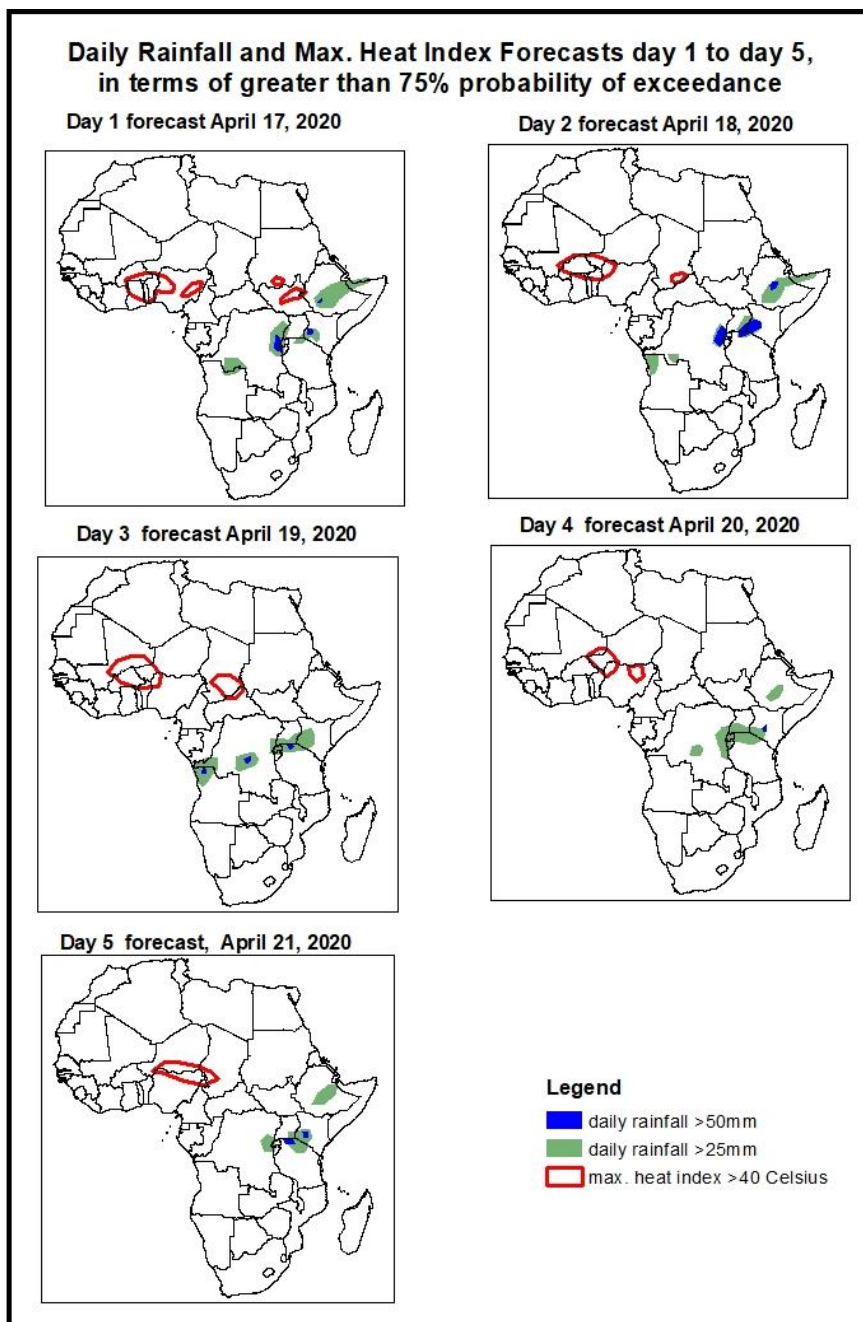 Daily Rainfall and Max. Heat Index Forecasts day 1 to day 5,
in terms of greater than 75% probability of exceedance
Day 1 forecast April 17, 2020
Day 2 forecast April 18, 2020
Day 3 forecast April 19, 2020
Day 4 forecast April 20, 2020
Day 5 forecast, April 21, 2020
Legend
daily rainfall >50mm
daily rainfall >25mm
max. heat index >40 Celsius